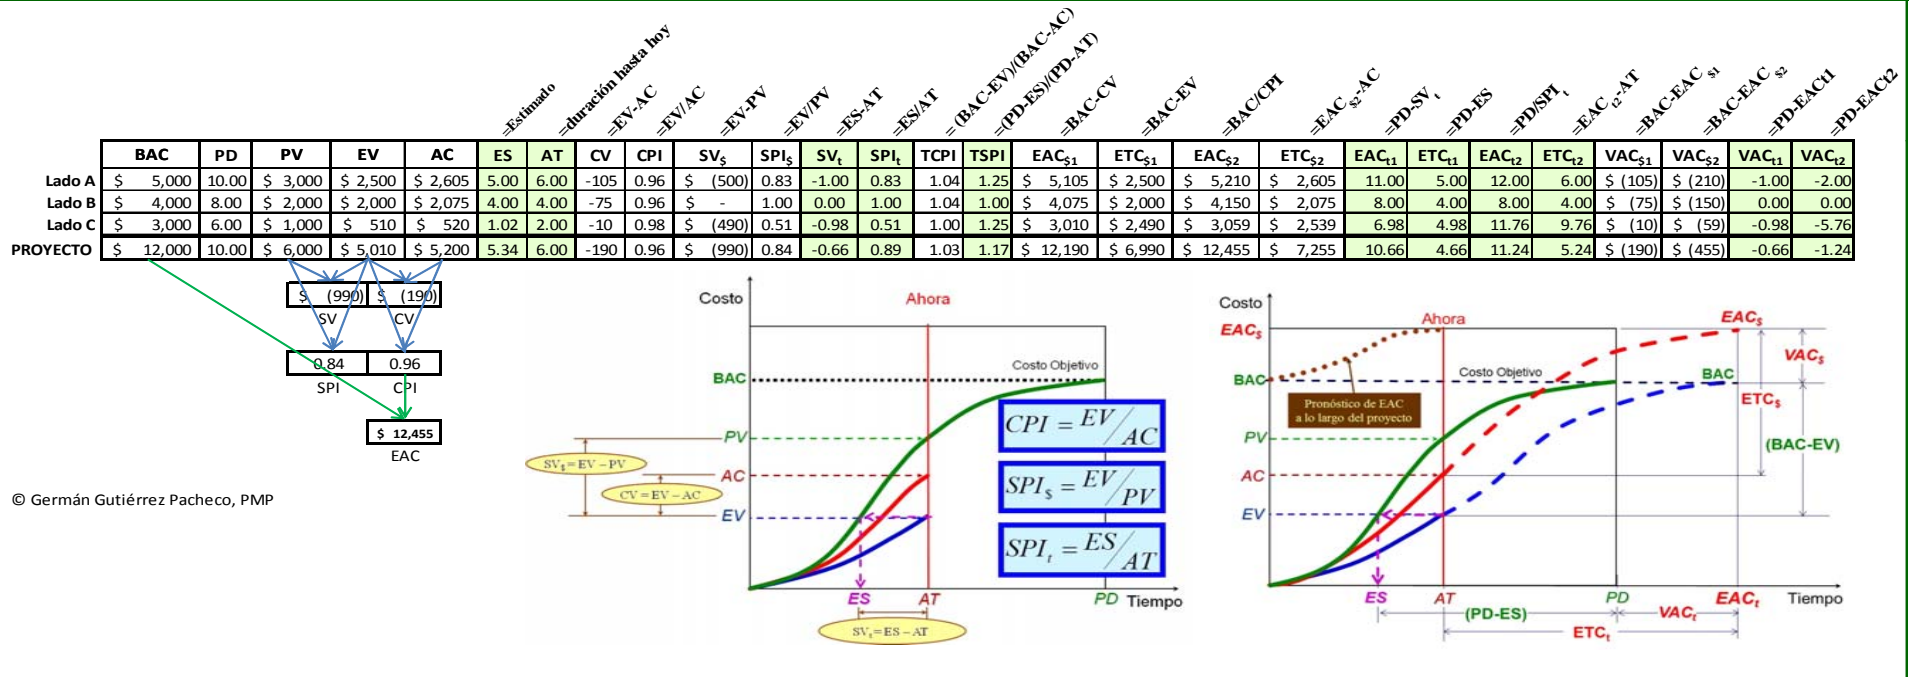 =Estimado =duración hasta hoy =EV-AC =EV/AC =EV-PV =EV/PV =ES-AT =ES/AT = (BAC-EV)/(BAC-AC) =(PD-ES)/(PD-AT) =BAC-CV =BAC-EV =BAC/CPI =EAC $2-AC =PD-SV t =PD-ES =PD/SPI t =EAC t2-AT =BAC-EAC $1 =BAC-EAC $2 =PD-EACt1 =PD-EACt2
BAC PD PV EV AC ES AT CV CPI SV$ SPI$ SVt SPIt TCPI TSPI EAC$1 ETC$1 EAC$2 ETC$2 EACt1 ETCt1 EACt2 ETCt2 VAC$1 VAC$2 VACt1 VACt2
Lado A $ 5,000 10.00 $ 3,000 $ 2,500 $ 2,605 5.00 6.00 -105 0.96 $ (500) 0.83 -1.00 0.83 1.04 1.25 $ 5,105 $ 2,500 $ 5,210 $ 2,605 11.00 5.00 12.00 6.00 $ (105) $ (210) -1.00 -2.00
Lado B $ 4,000 8.00 $ 2,000 $ 2,000 $ 2,075 4.00 4.00 -75 0.96 $ - 1.00 0.00 1.00 1.04 1.00 $ 4,075 $ 2,000 $ 4,150 $ 2,075 8.00 4.00 8.00 4.00 $ (75) $ (150) 0.00 0.00
Lado C $ 3,000 6.00 $ 1,000 $ 510 $ 520 1.02 2.00 -10 0.98 $ (490) 0.51 -0.98 0.51 1.00 1.25 $ 3,010 $ 2,490 $ 3,059 $ 2,539 6.98 4.98 11.76 9.76 $ (10) $ (59) -0.98 -5.76
PROYECTO $ 12,000 10.00 $ 6,000 $ 5,010 $ 5,200 5.34 6.00 -190 0.96 $ (990) 0.84 -0.66 0.89 1.03 1.17 $ 12,190 $ 6,990 $ 12,455 $ 7,255 10.66 4.66 11.24 5.24 $ (190) $ (455) -0.66 -1.24
$ (990) $ (190)
SV CV
0.84 0.96
SPI CPI
$ 12,455
EAC
© Germán Gutiérrez Pacheco, PMP
Costo
Ahora
Costo Objetivo
BAC
CPI = EV/AC
PV
SV$ = EV – PV
AC
SPI$ = EV/PV
CV = EV – AC
EV
SPIt = ES/AT
ES AT PD Tiempo
SVt = ES – AT
Costo
Ahora
EAC$
EAC$
VAC$
Costo Objetivo
BAC
BAC
ETC$
Pronóstico de EAC
a lo largo del proyecto
PV
(BAC-EV)
AC
EV
ES AT PD EACt Tiempo
(PD-ES)
VACt
ETCt